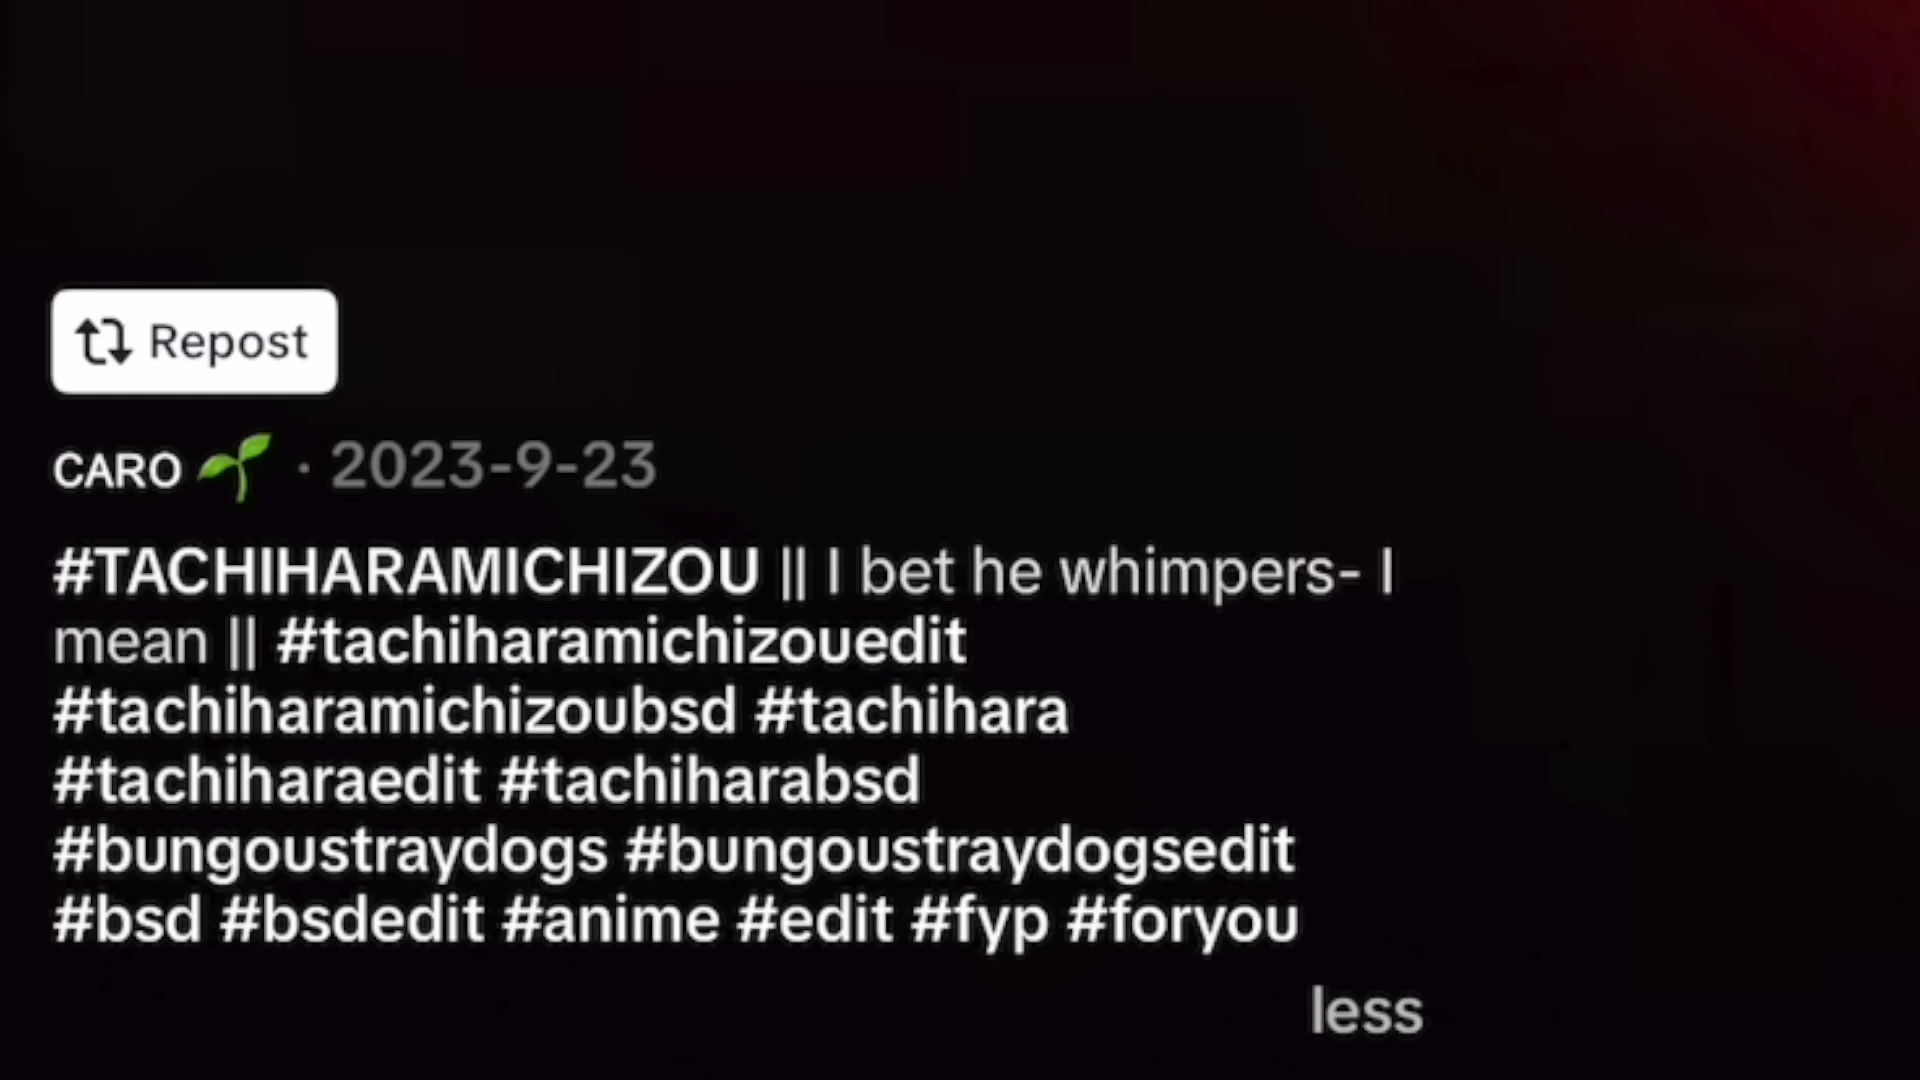 Repost
CARO 🌱 · 2023-9-23
#TACHIHARAMICHIZOU || I bet he whimpers- I
mean || #tachiharamichizouedit
#tachiharamichizoubsd #tachihara
#tachiharaedit #tachiharabsd
#bungoustraydogs #bungoustraydogsedit
#bsd #bsdedit #anime #edit #fyp #foryou
less